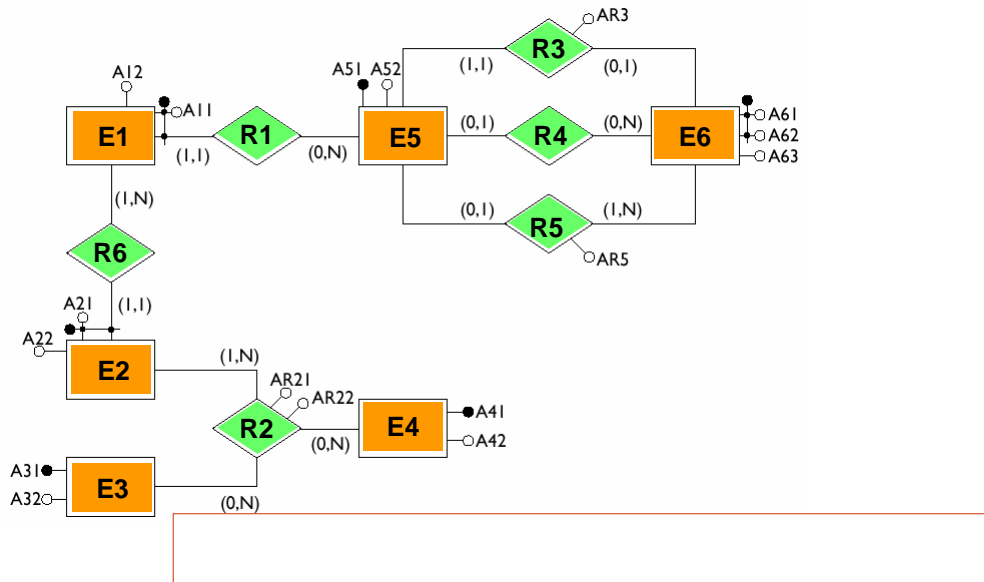 AR3
R3
(1,1)
(0,1)
A12
A51
A52
A11
E1
R1
E5
(0,1)
R4
(0,N)
E6
A61
A62
A63
(1,1)
(0,N)
(1,N)
(0,1)
R5
(1,N)
AR5
R6
A21
(1,1)
A22
E2
(1,N)
AR21
AR22
R2
(0,N)
E4
A41
A42
A31
A32
E3
(0,N)